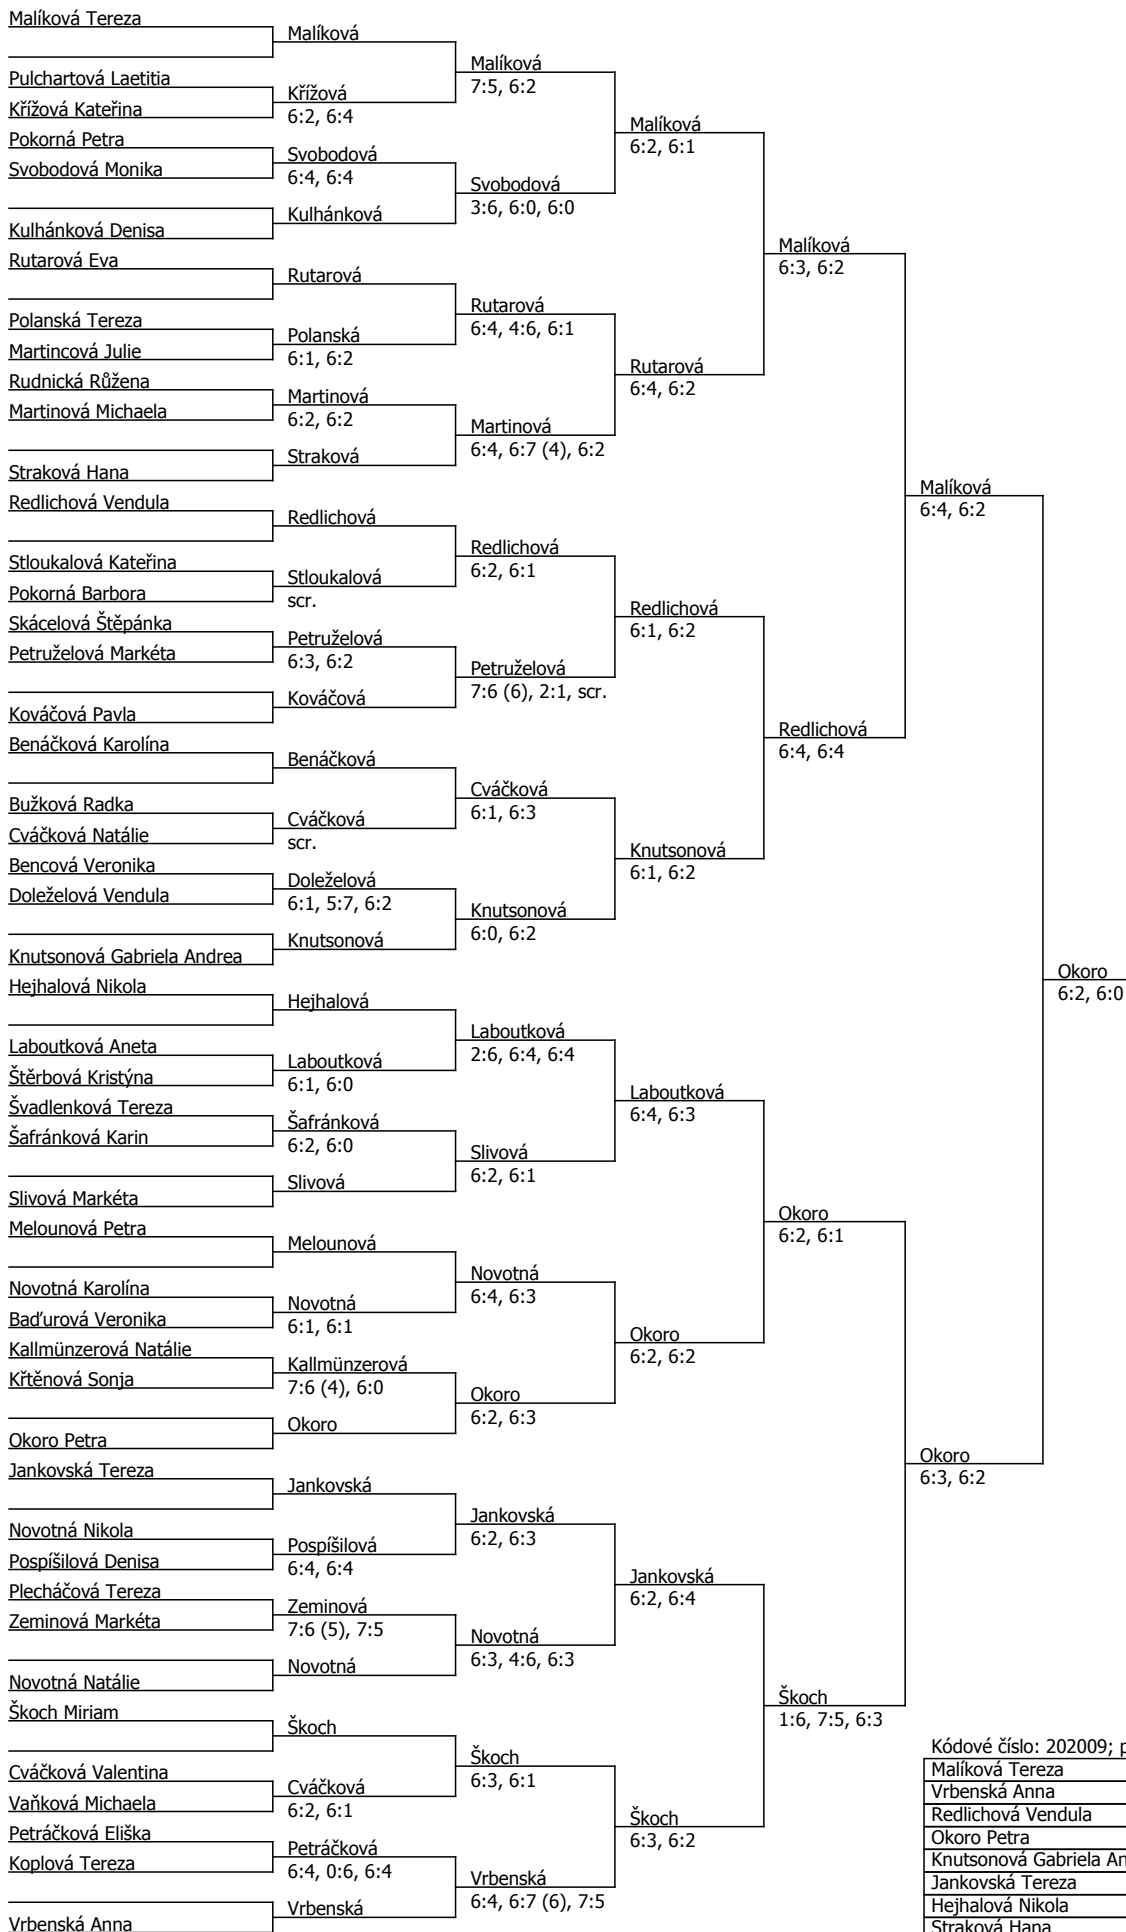 Malíková Tereza
Malíková
Malíková
7:5, 6:2
Pulchartová Laetitia
Křížová
Křížová Kateřina
6:2, 6:4
Malíková
6:2, 6:1
Pokorná Petra
Svobodová
Svobodová Monika
6:4, 6:4
Svobodová
3:6, 6:0, 6:0
Kulhánková
Kulhánková Denisa
Malíková
6:3, 6:2
Rutarová Eva
Rutarová
Rutarová
6:4, 4:6, 6:1
Polanská Tereza
Polanská
Martincová Julie
6:1, 6:2
Rutarová
6:4, 6:2
Rudnická Růžena
Martinová
Martinová Michaela
6:2, 6:2
Martinová
6:4, 6:7 (4), 6:2
Straková
Straková Hana
Malíková
6:4, 6:2
Redlichová Vendula
Redlichová
Redlichová
6:2, 6:1
Stloukalová Kateřina
Stloukalová
Pokorná Barbora
scr.
Redlichová
6:1, 6:2
Skácelová Štěpánka
Petruželová
Petruželová Markéta
6:3, 6:2
Petruželová
7:6 (6), 2:1, scr.
Kováčová
Kováčová Pavla
Redlichová
6:4, 6:4
Benáčková Karolína
Benáčková
Cváčková
6:1, 6:3
Bužková Radka
Cváčková
Cváčková Natálie
scr.
Knutsonová
6:1, 6:2
Bencová Veronika
Doleželová
Doleželová Vendula
6:1, 5:7, 6:2
Knutsonová
6:0, 6:2
Knutsonová
Knutsonová Gabriela Andrea
Okoro
6:2, 6:0
Hejhalová Nikola
Hejhalová
Laboutková
2:6, 6:4, 6:4
Laboutková Aneta
Laboutková
Štěrbová Kristýna
6:1, 6:0
Laboutková
6:4, 6:3
Švadlenková Tereza
Šafránková
Šafránková Karin
6:2, 6:0
Slivová
6:2, 6:1
Slivová
Slivová Markéta
Okoro
6:2, 6:1
Melounová Petra
Melounová
Novotná
6:4, 6:3
Novotná Karolína
Novotná
Baďurová Veronika
6:1, 6:1
Okoro
6:2, 6:2
Kallmünzerová Natálie
Kallmünzerová
Křtěnová Sonja
7:6 (4), 6:0
Okoro
6:2, 6:3
Okoro
Okoro Petra
Okoro
6:3, 6:2
Jankovská Tereza
Jankovská
Jankovská
6:2, 6:3
Novotná Nikola
Pospíšilová
Pospíšilová Denisa
6:4, 6:4
Jankovská
6:2, 6:4
Plecháčová Tereza
Zeminová
Zeminová Markéta
7:6 (5), 7:5
Novotná
6:3, 4:6, 6:3
Novotná
Novotná Natálie
Škoch
1:6, 7:5, 6:3
Škoch Miriam
Škoch
Škoch
6:3, 6:1
Cváčková Valentina
Cváčková
Vaňková Michaela
6:2, 6:1
Škoch
6:3, 6:2
Petráčková Eliška
Petráčková
Koplová Tereza
6:4, 0:6, 6:4
Vrbenská
6:4, 6:7 (6), 7:5
Vrbenská
Vrbenská Anna
Kódové číslo: 202009; p
Malíková Tereza
Vrbenská Anna
Redlichová Vendula
Okoro Petra
Knutsonová Gabriela An
Jankovská Tereza
Hejhalová Nikola
Straková Hana